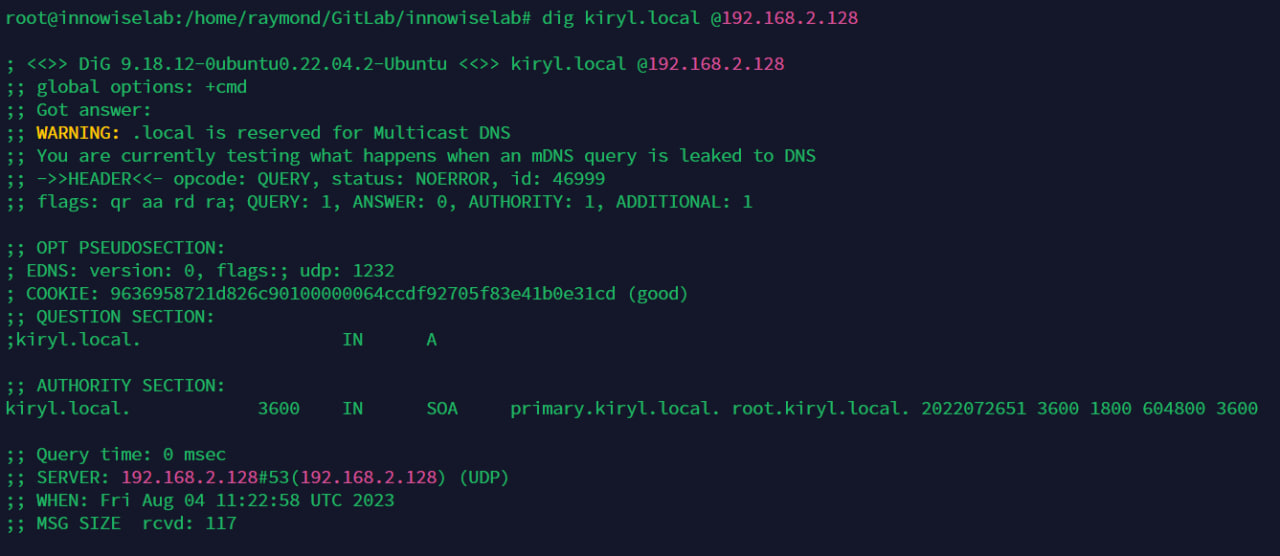 root@innowiselab:/home/raymond/GitLab/innowiselab# dig kiryl.local @192.168.2.128
; <<>> DiG 9.18.12-0ubuntu0.22.04.2-Ubuntu <<>> kiryl.local @192.168.2.128
;; global options: +cmd
;; Got answer:
;; WARNING: .local is reserved for Multicast DNS
;; You are currently testing what happens when an mDNS query is leaked to DNS
;; ->>HEADER<<- opcode: QUERY, status: NOERROR, id: 46999
;; flags: qr aa rd ra; QUERY: 1, ANSWER: 0, AUTHORITY: 1, ADDITIONAL: 1
;; OPT PSEUDOSECTION:
; EDNS: version: 0, flags:; udp: 1232
; COOKIE: 9636958721d826c90100000064ccdf92705f83e41b0e31cd (good)
;; QUESTION SECTION:
;kiryl.local. IN A
;; AUTHORITY SECTION:
kiryl.local. 3600 IN SOA primary.kiryl.local. root.kiryl.local. 2022072651 3600 1800 604800 3600
;; Query time: 0 msec
;; SERVER: 192.168.2.128#53(192.168.2.128) (UDP)
;; WHEN: Fri Aug 04 11:22:58 UTC 2023
;; MSG SIZE  rcvd: 117